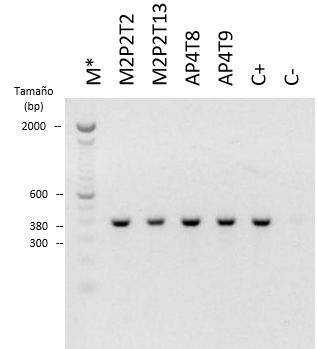 M*
M2P2T2
M2P2T13
AP4T8
AP4T9
C+
C-
Tamaño
(bp)
2000 --
600 --
380 --
300 --